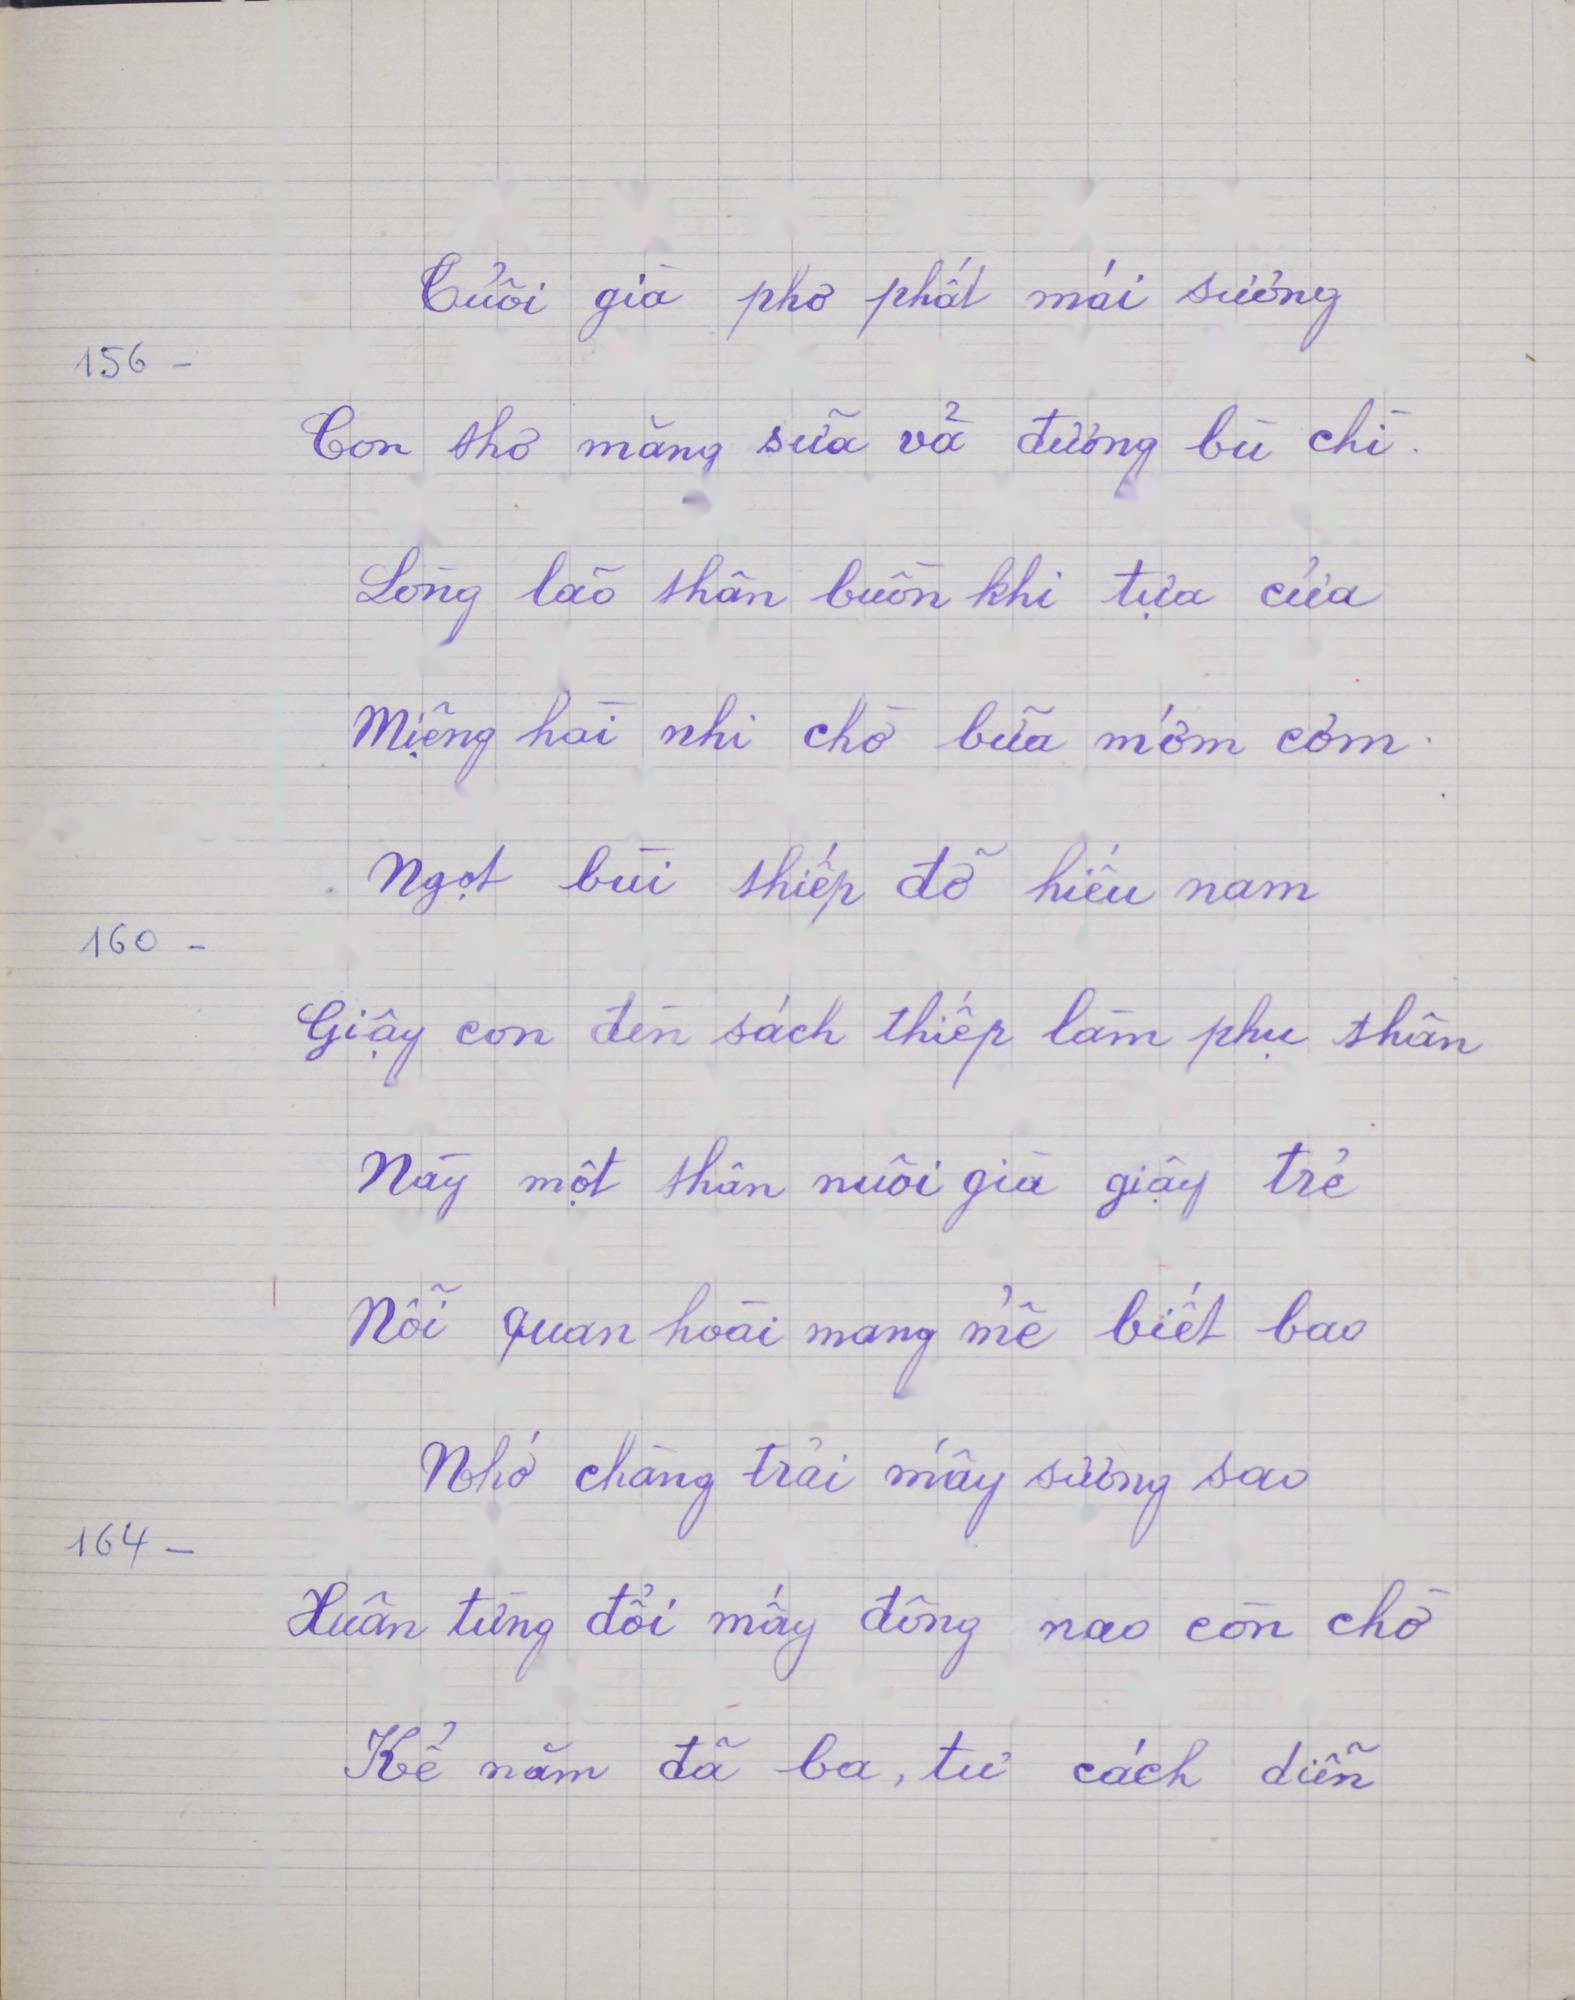 Tuổi già phơ phất mái sương
156 -
Con thơ măng sữa vả đương bù chì.
Lòng lão thân buồn khi tựa cửa
Miệng hài nhi chờ bữa mớm cơm.
Ngọt bùi thiếp đỡ hiếu nam
160 -
Giậy con đèn sách thiếp làm phụ thân
Nay một thân nuôi già giậy trẻ
Nỗi quan hoài mang mể biết bao
Nhớ chàng trải mấy sương sao
164 -
Xuân từng đổi mấy đông nao còn chờ
Kể năm đã ba, tư cách diễn